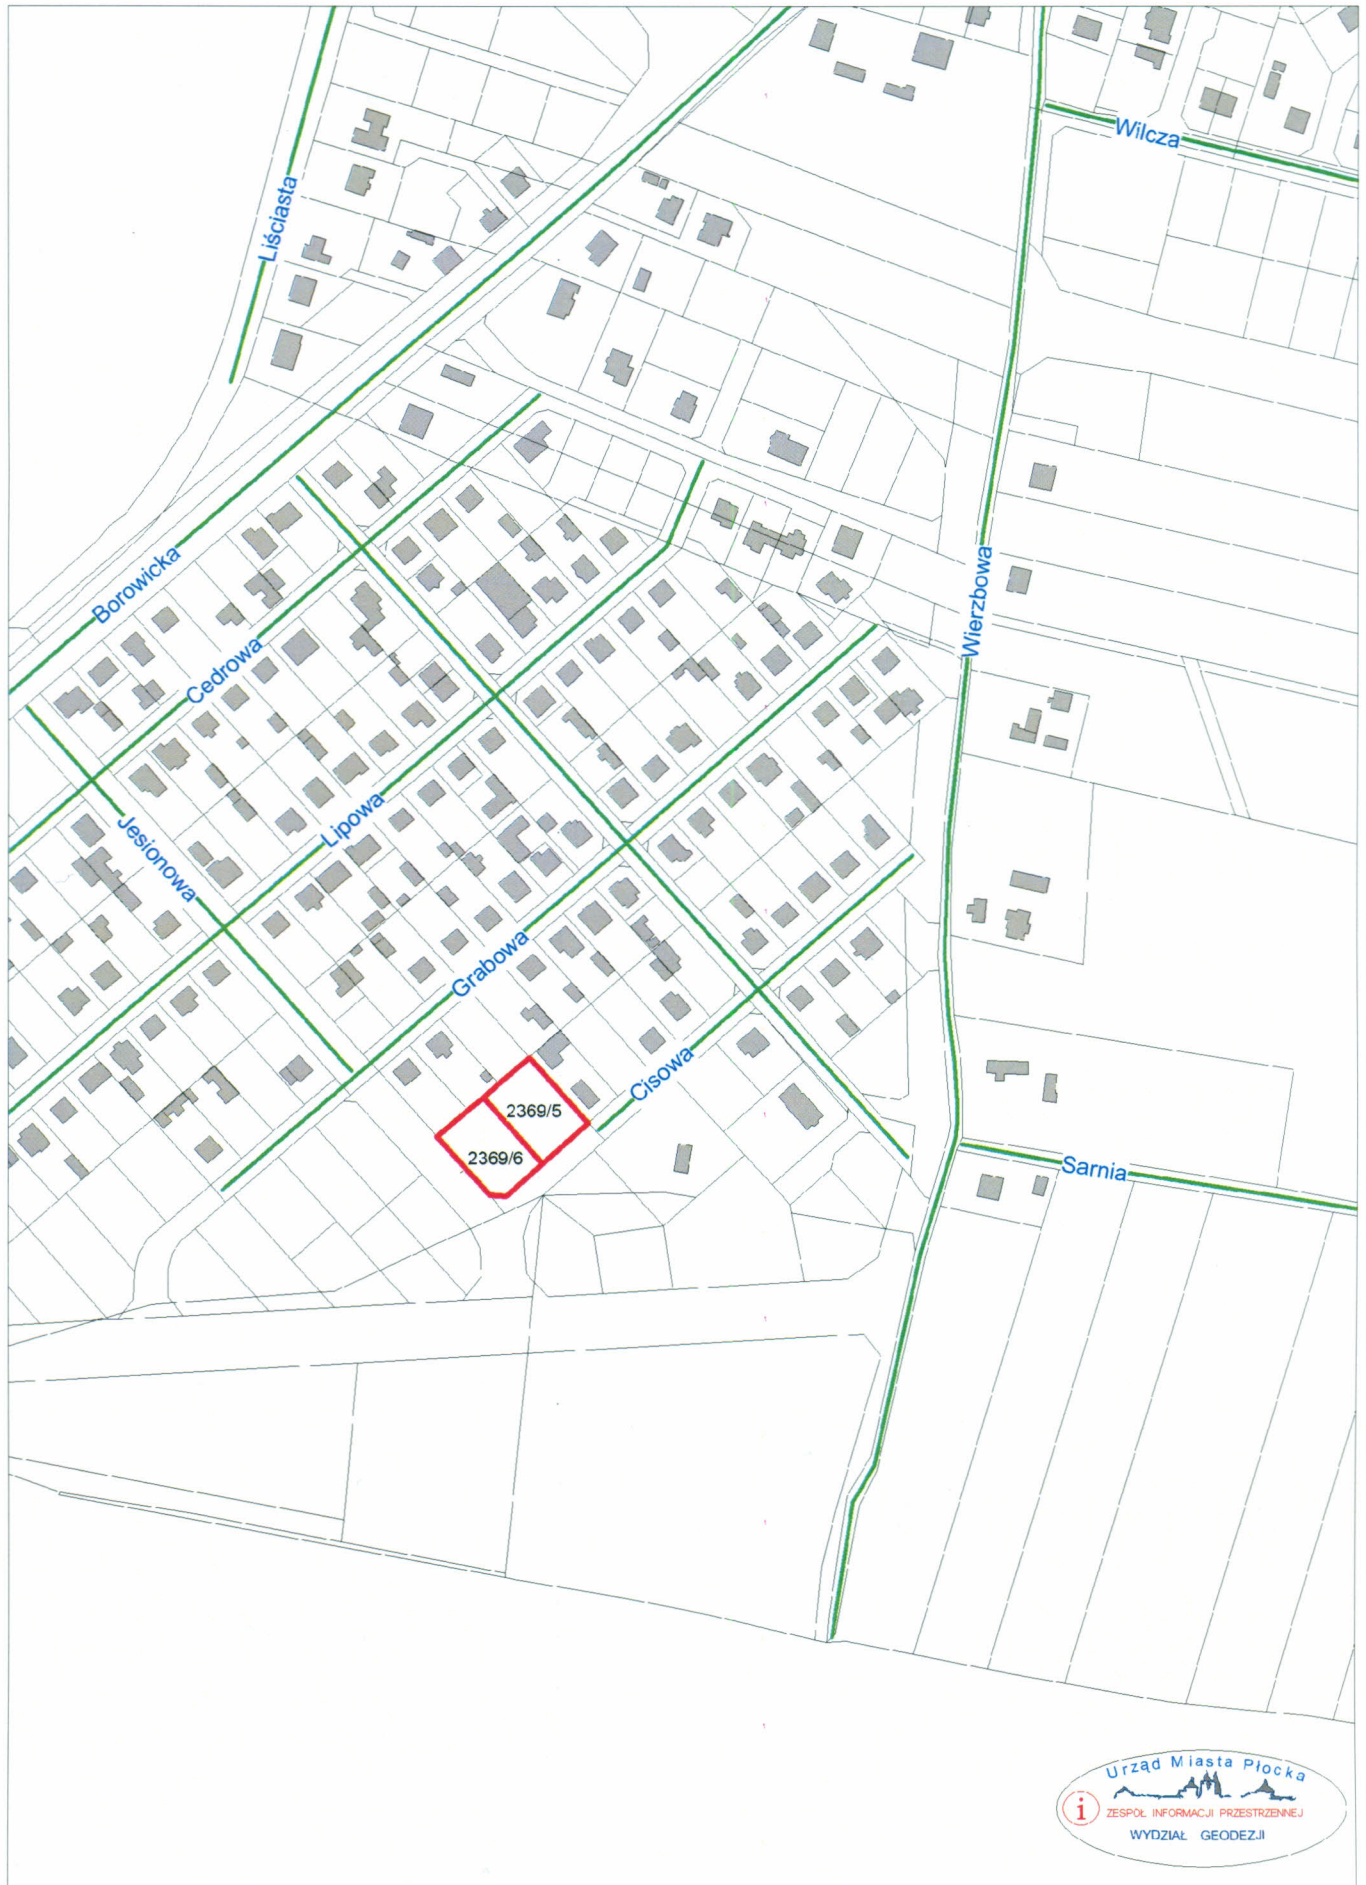 Wilcza
Liściasta
Borowicka
Wierzbowa
Cedrowa
Lipowa
Jesionowa
Grabowa
Cisowa
2369/5
2369/6
Sarnia
Urząd Miasta Płocka
i
ZESPÓŁ INFORMACJI PRZESTRZENNEJ
WYDZIAŁ GEODEZJI